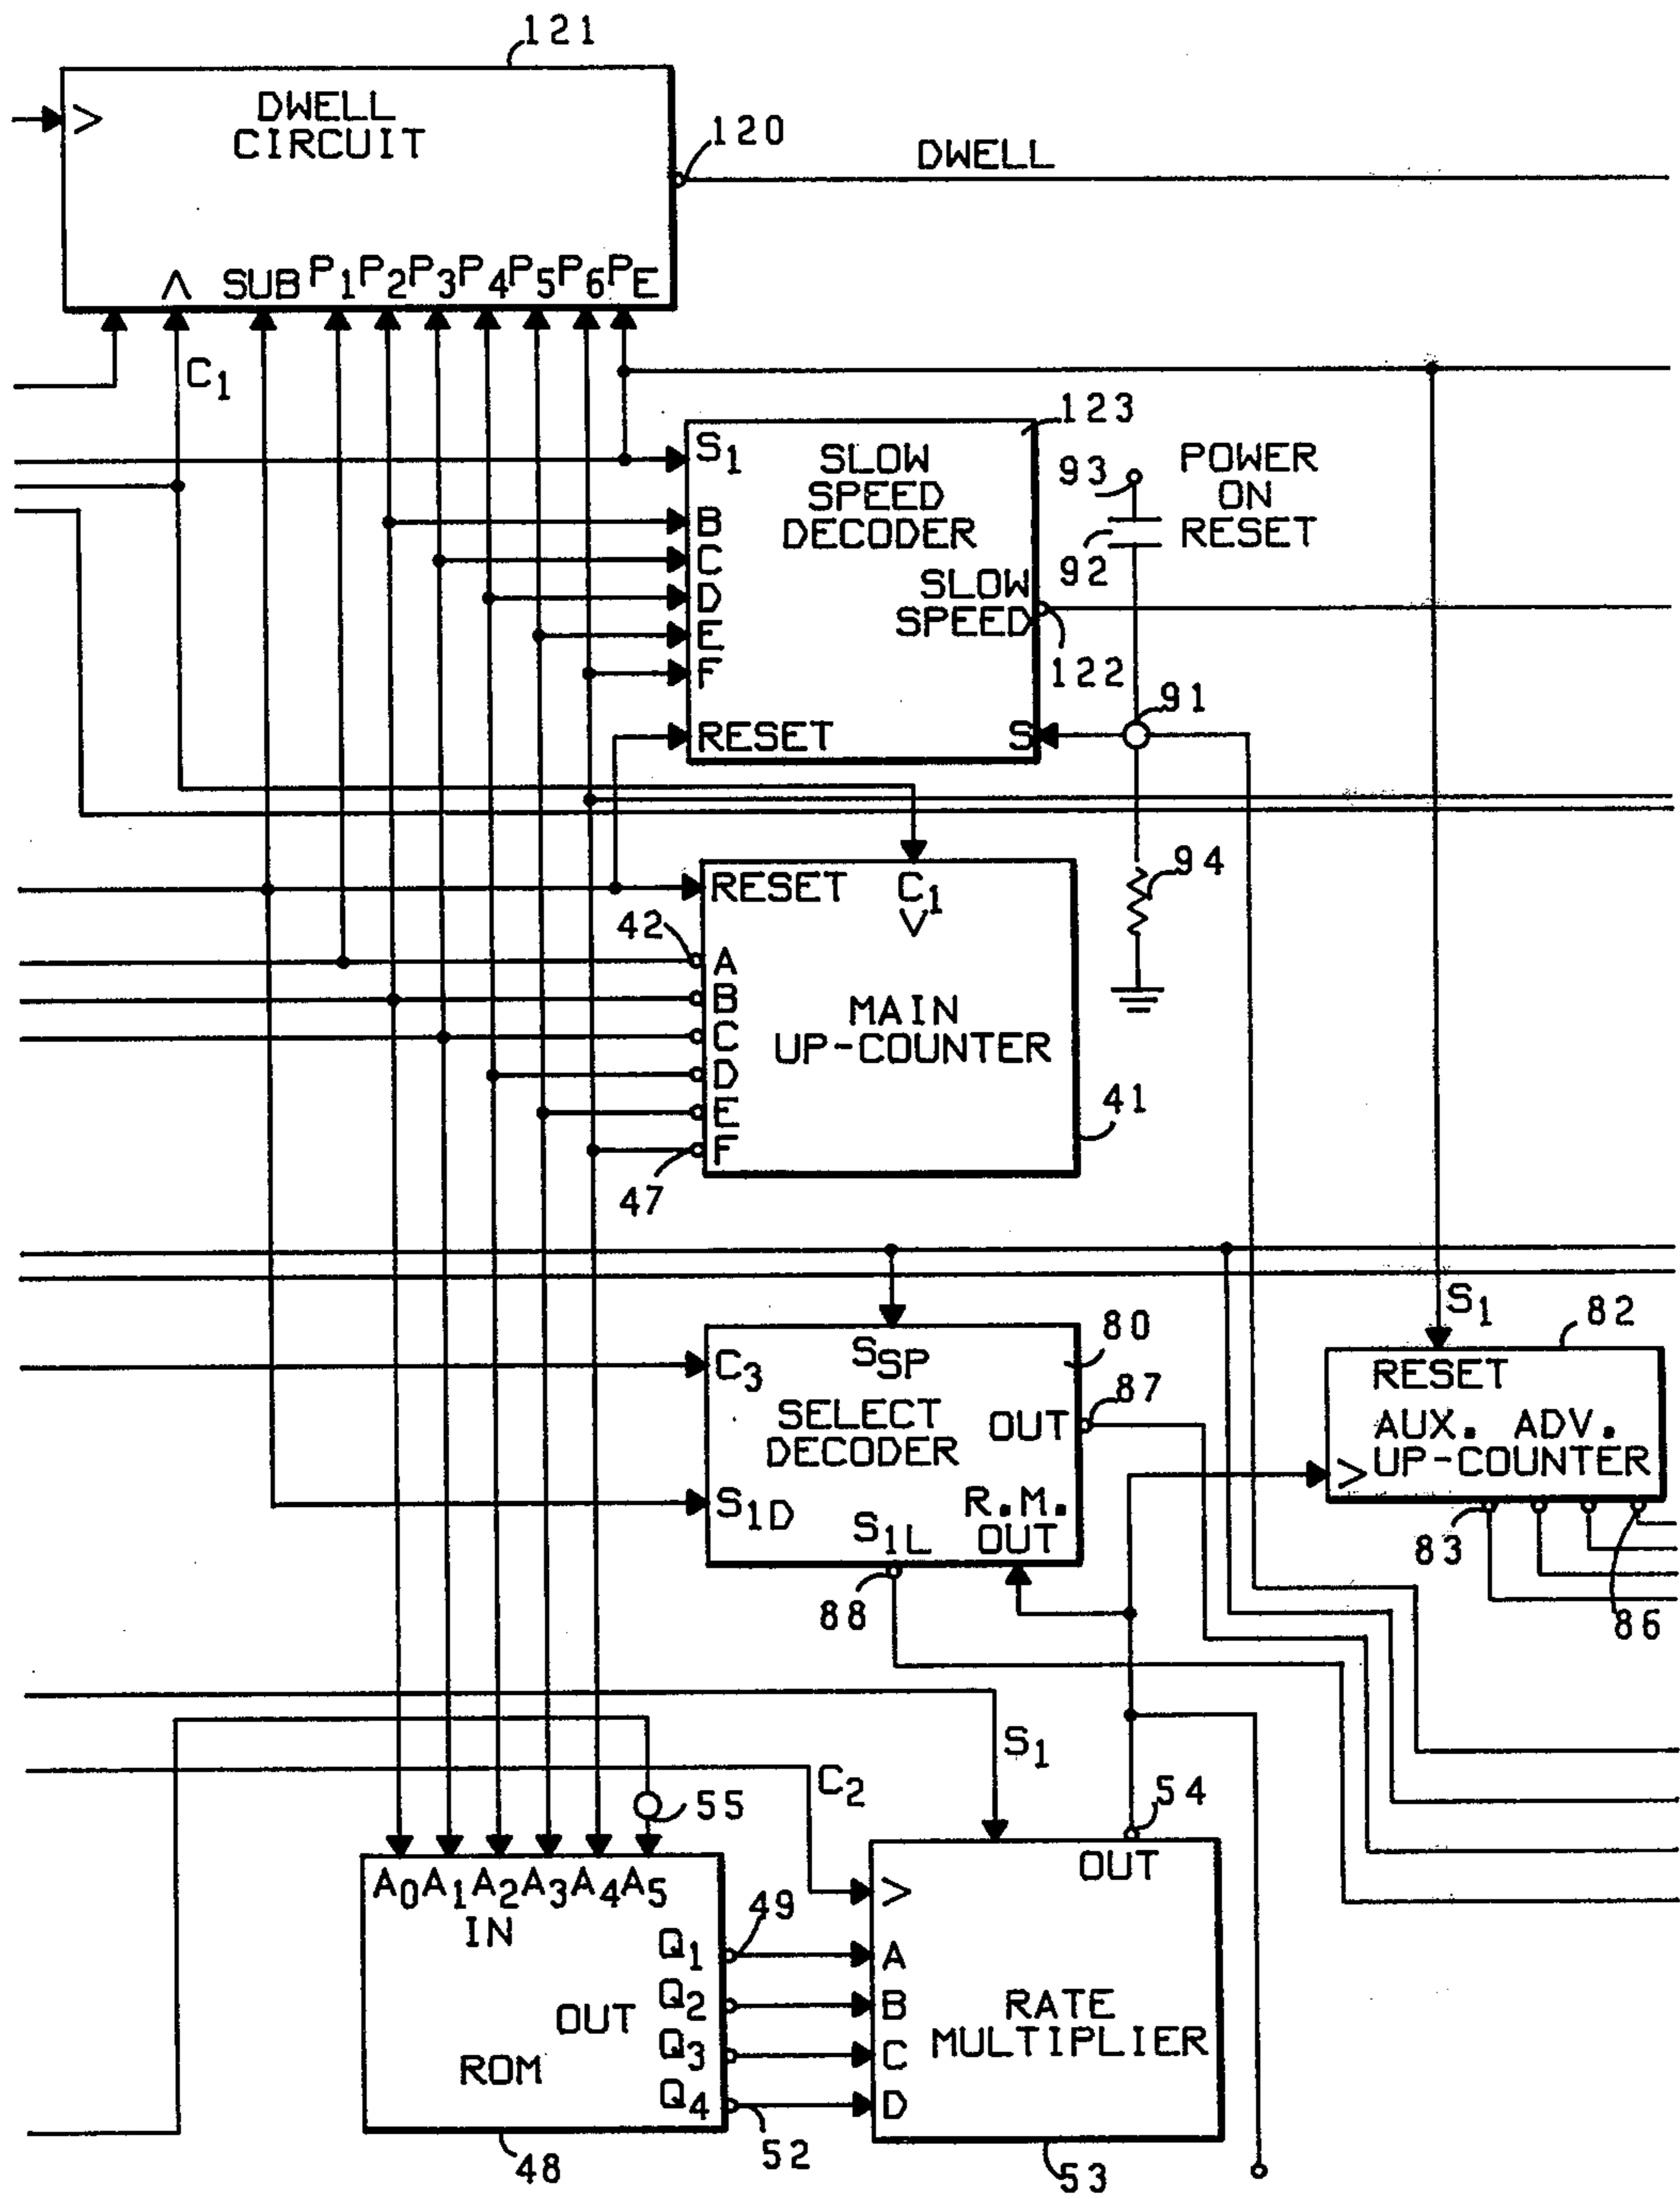 121
DWELL
CIRCUIT
120
DWELL
> 
Λ SUB P1 P2 P3 P4 P5 P6 PE
C1
123
S1
SLOW
SPEED
DECODER
B
C
D
E
F
SLOW
SPEED
RESET
S
122
93
POWER
ON
RESET
92
91
94
RESET
C1
V
42
A
B
C
D
E
F
MAIN
UP-COUNTER
41
47
S1
82
80
SSP
C3
SELECT
DECODER
OUT
87
S1D
R.M.
OUT
S1L
88
RESET
AUX. ADV.
UP-COUNTER
>
83
86
S1
C2
55
54
A0 A1 A2 A3 A4 A5
IN
49
Q1
Q2
Q3
Q4
OUT
ROM
52
48
OUT
>
A
B
C
D
RATE
MULTIPLIER
53